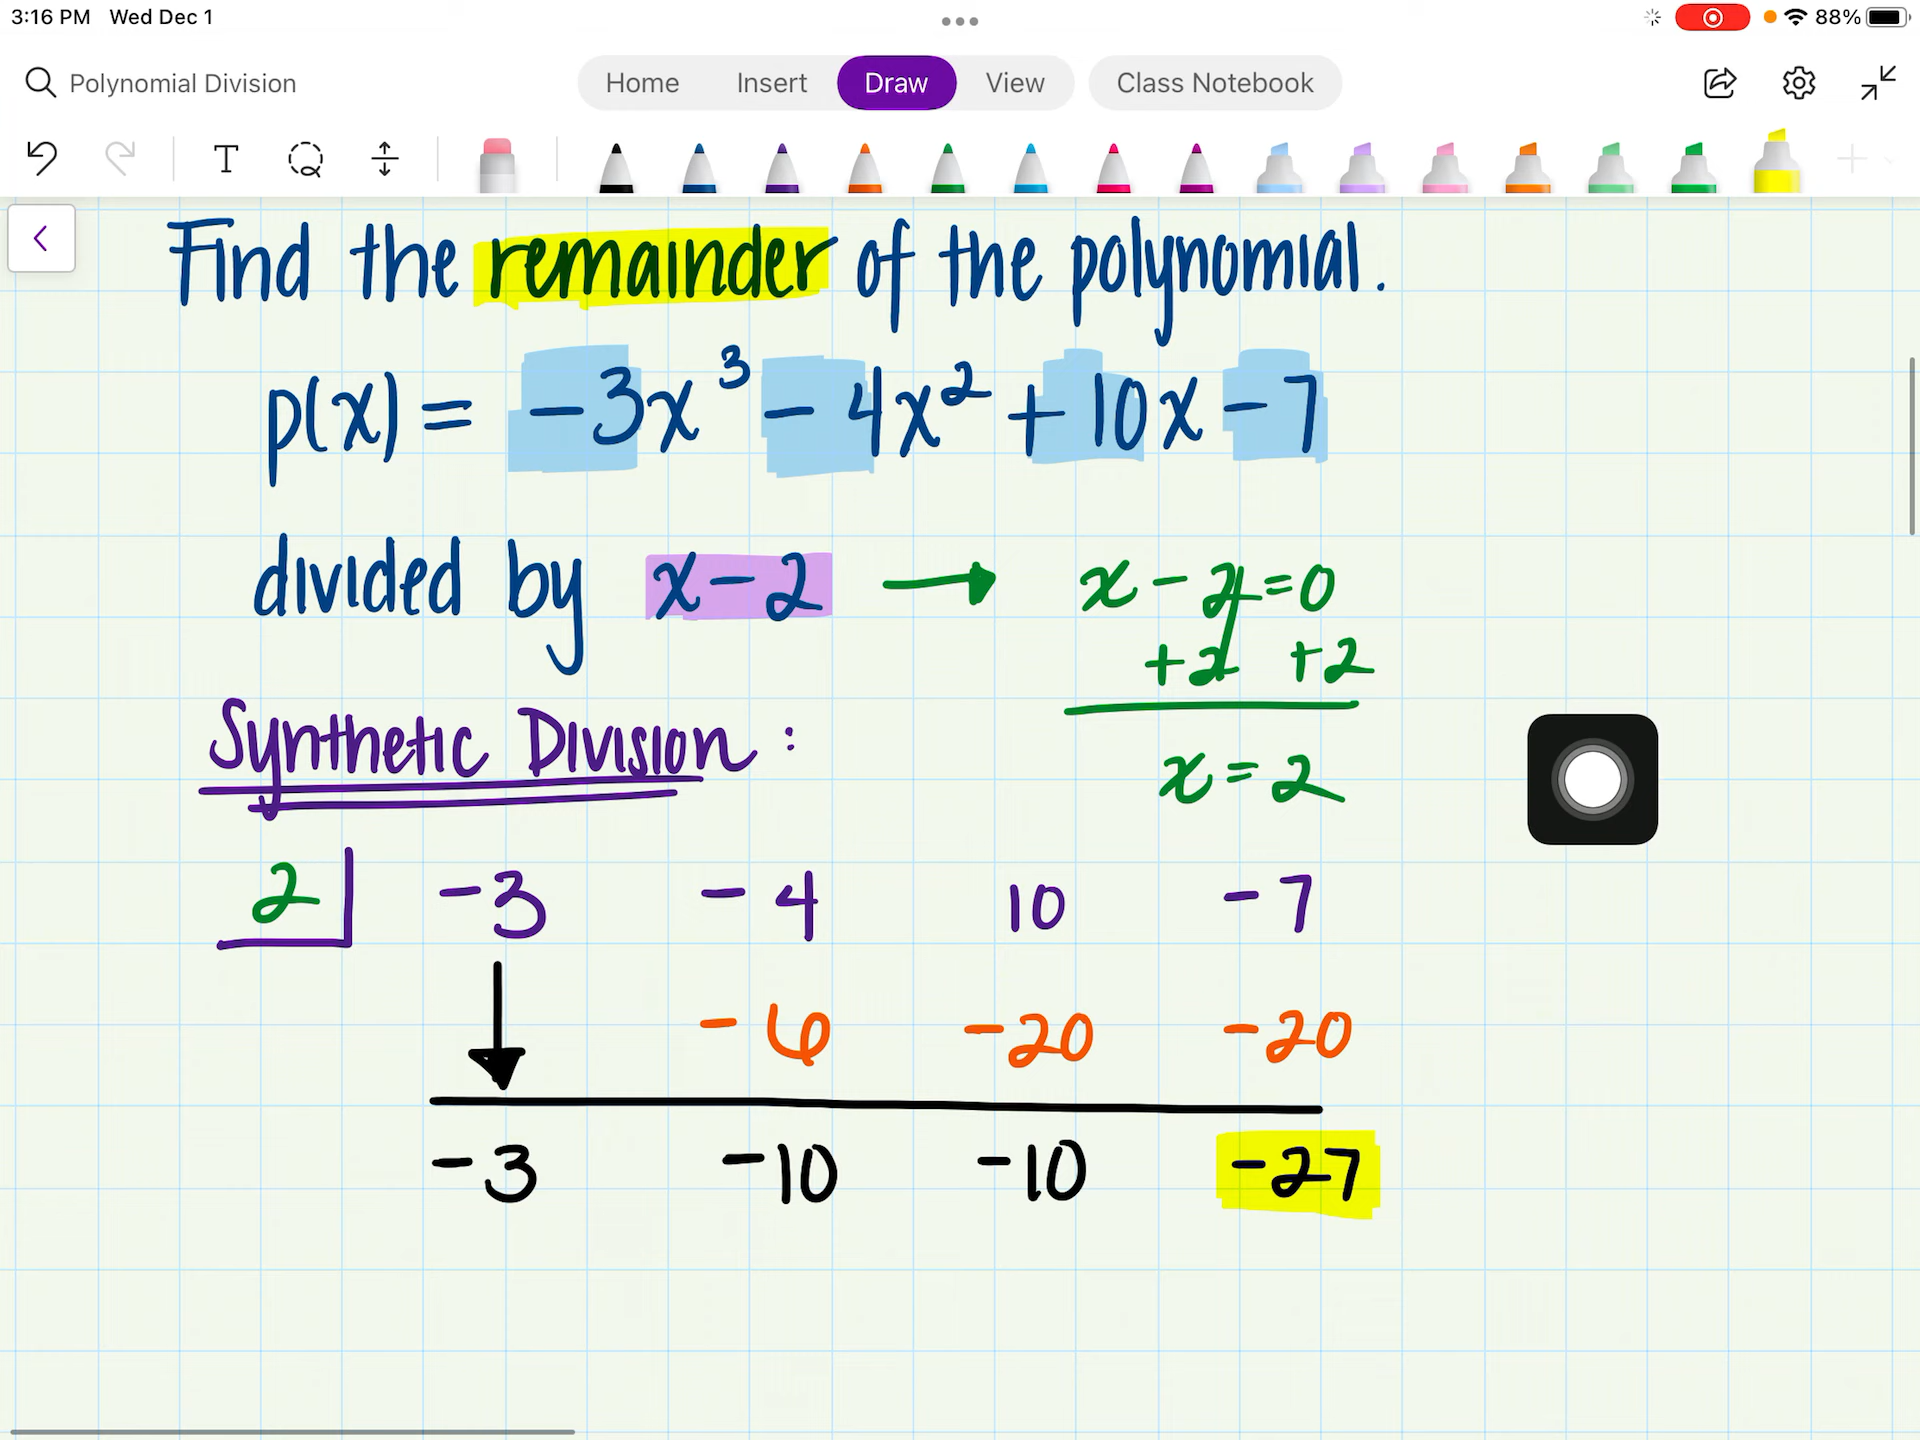 3:16 PM Wed Dec 1
88%
Polynomial Division
Home Insert Draw View Class Notebook
T
Find the remainder of the polynomial.
p(x) = -3x³ - 4x² + 10x - 7
divided by x-2 → x - 2 = 0
+2 +2
x = 2
Synthetic Division :
2 -3 -4 10 -7
-6 -20 -20
-3 -10 -10 -27